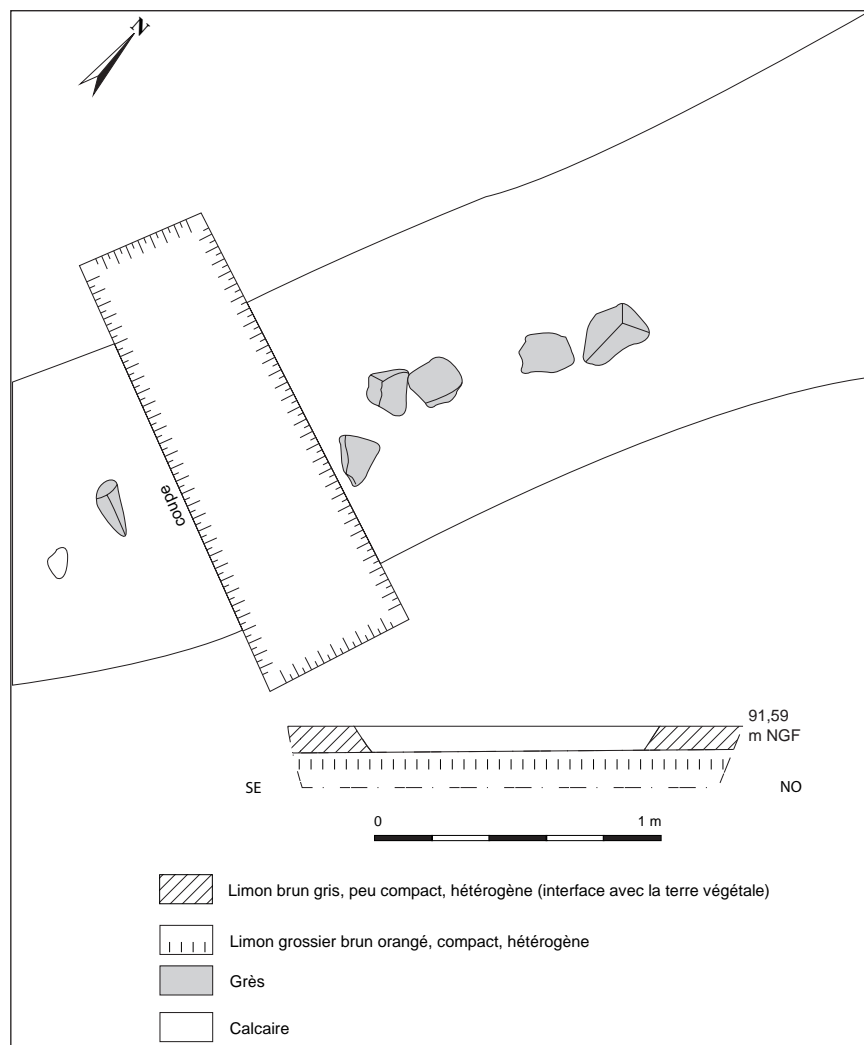 N
coupe
91,59
m NGF
SE
NO
0
1 m
Limon brun gris, peu compact, hétérogène (interface avec la terre végétale)
Limon grossier brun orangé, compact, hétérogène
Grès
Calcaire